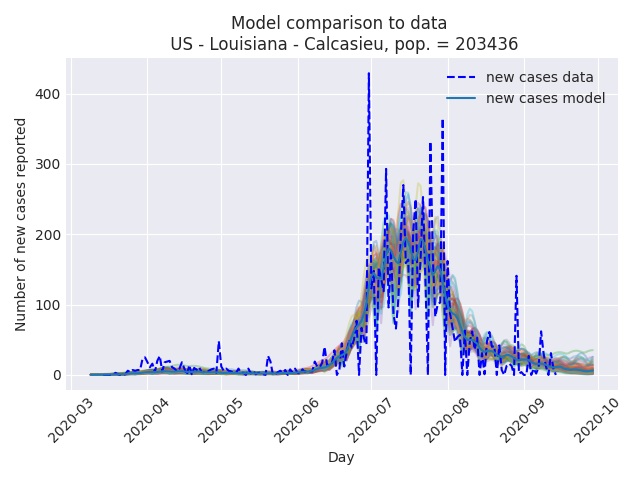 Model comparison to data
US - Louisiana - Calcasieu, pop. = 203436
new cases data
new cases model
Number of new cases reported
400
300
200
100
0
2020-03
2020-04
2020-05
2020-06
2020-07
2020-08
2020-09
2020-10
Day